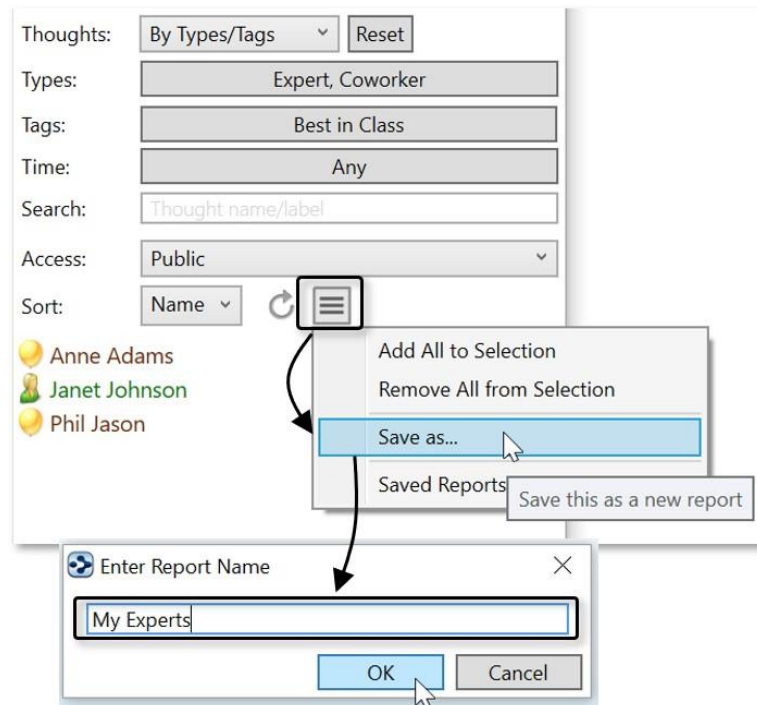 Thoughts: By Types/Tags Reset
Types: Expert, Coworker
Tags: Best in Class
Time: Any
Search: Thought name/label
Access: Public
Sort: Name
Anne Adams
Janet Johnson
Phil Jason
Add All to Selection
Remove All from Selection
Save as...
Saved Reports
Save this as a new report
Enter Report Name
My Experts
OK Cancel